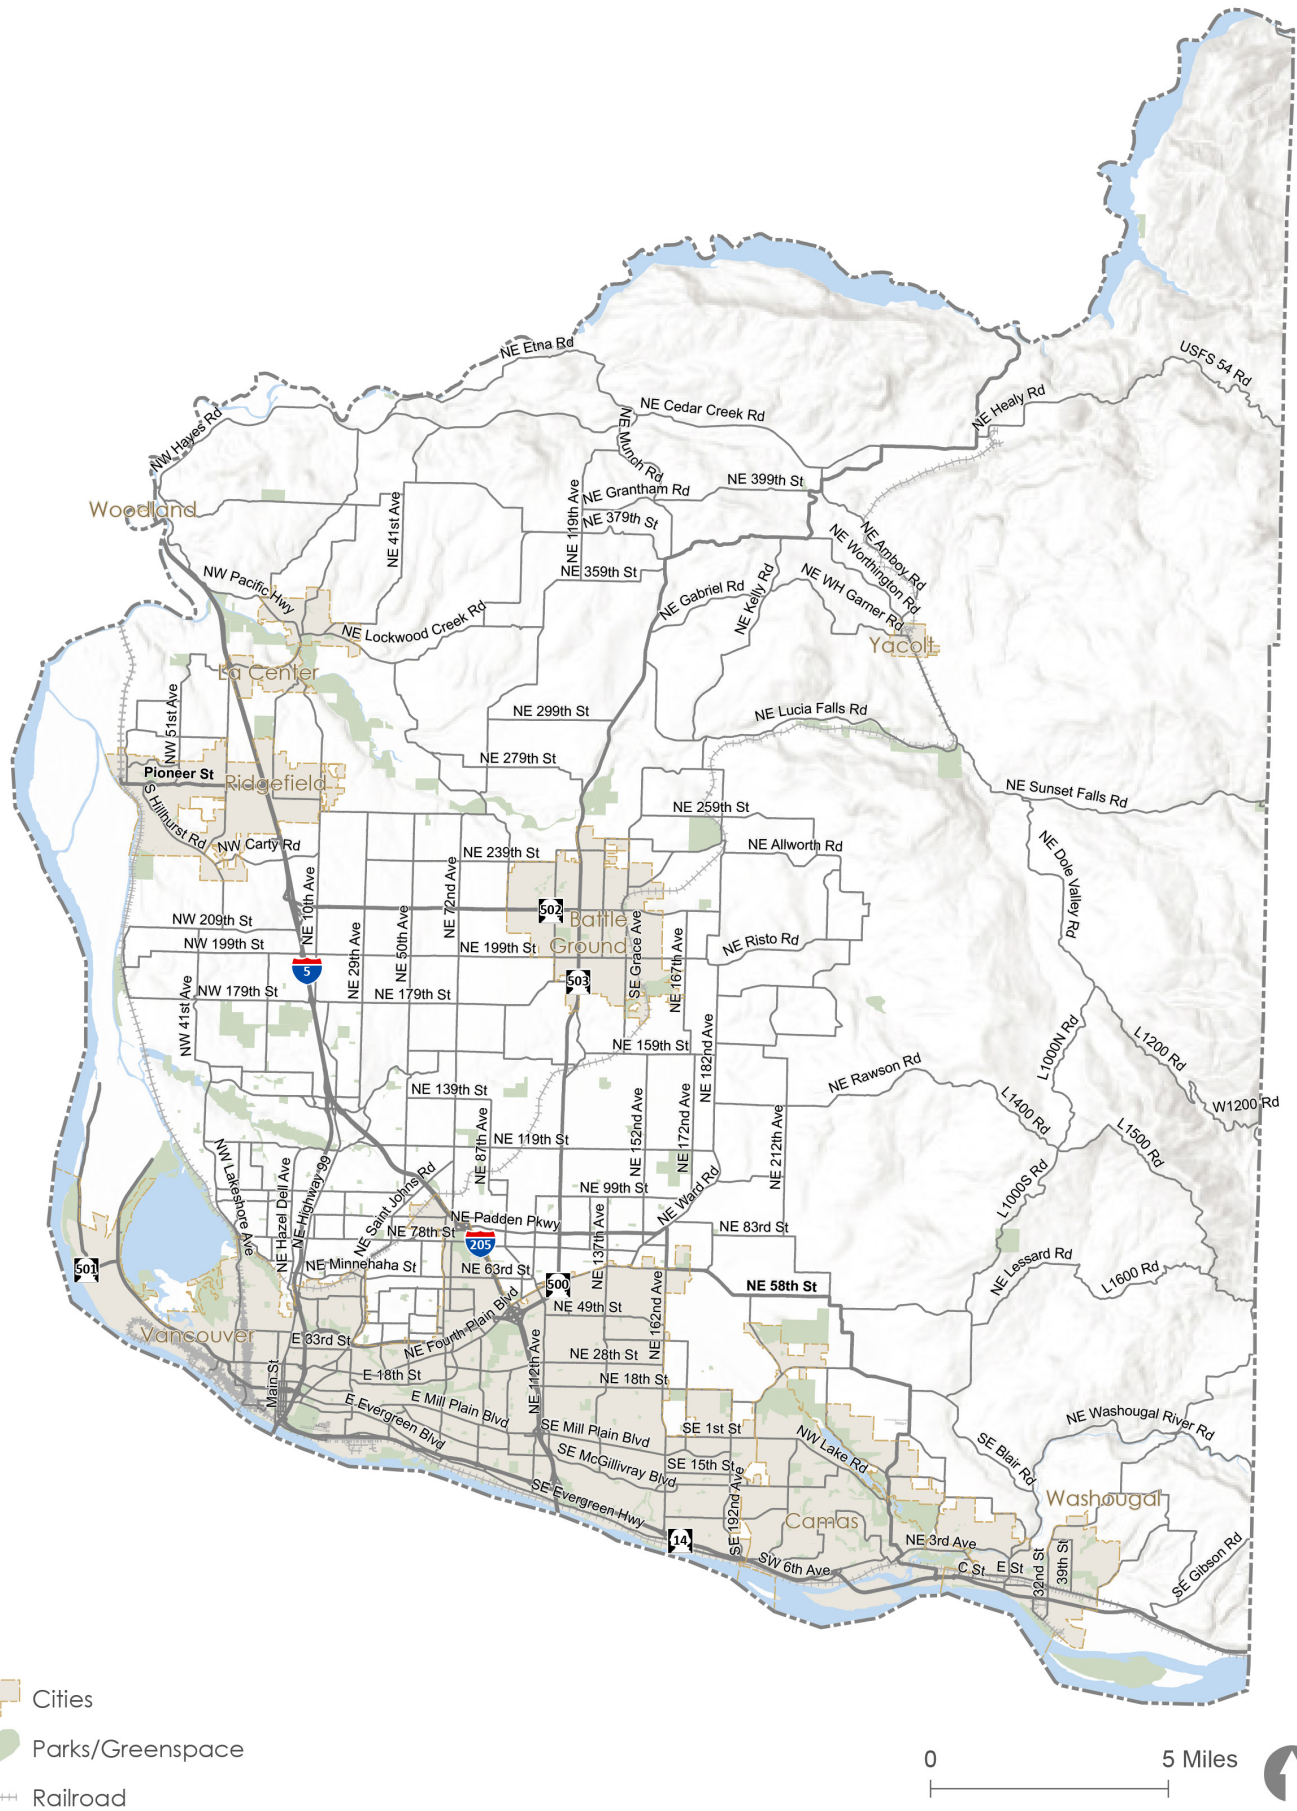 USFS 54 Rd
NE Etna Rd
NE Healy Rd
NE Cedar Creek Rd
NW Hayes Rd
NE Munch Rd
NE 399th St
NE Grantham Rd
Woodland
NE 41st Ave
NE 119th Ave
NE 379th St
NE Amboy Rd
NE Worthington Rd
NE 359th St
NW Pacific Hwy
NE Gabriel Rd
NE Kelly Rd
NE WH Garner Rd
NE Lockwood Creek Rd
Yacolt
La Center
NW 51st Ave
NE 299th St
NE Lucia Falls Rd
NE 279th St
Pioneer St
Ridgefield
NE Sunset Falls Rd
S Hillhurst Rd
NE 259th St
NW Carty Rd
NE 239th St
NE Allworth Rd
NE Dole Valley Rd
NE 10th Ave
NE 72nd Ave
502
NW 209th St
Battle
Ground
NE 50th Ave
SE Grace Ave
NW 199th St
NE 199th St
NE Risto Rd
NE 29th Ave
NE 167th Ave
5
503
NW 179th St
NE 179th St
NW 41st Ave
NE 182nd Ave
NE 159th St
L1000N Rd
L1200 Rd
NE Rawson Rd
NE 139th St
L1400 Rd
W1200 Rd
NE 87th Ave
NE 152nd Ave
NE 172nd Ave
NE 212th Ave
NE 119th St
L1500 Rd
NW Lakeshore Ave
NE Hazel Dell Ave
NE Highway 99
NE Saint Johns Rd
NE 99th St
NE Ward Rd
L1000S Rd
NE Padden Pkwy
NE 78th St
NE 137th Ave
NE 83rd St
205
501
NE Minnehaha St
NE 63rd St
NE Lessard Rd
L1600 Rd
500
NE 58th St
NE 49th St
NE 162nd Ave
Vancouver
E 33rd St
NE Fourth Plain Blvd
NE 28th St
NE 112th Ave
E 18th St
NE 18th St
Main St
E Mill Plain Blvd
E Evergreen Blvd
SE Mill Plain Blvd
SE 1st St
NE Washougal River Rd
NW Lake Rd
SE Blair Rd
SE McGillivray Blvd
SE 15th St
SE Evergreen Hwy
SE 192nd Ave
Washougal
Camas
14
NE 3rd Ave
SW 6th Ave
C St
E St
32nd St
39th St
SE Gibson Rd
Cities
Parks/Greenspace
Railroad
0
5 Miles